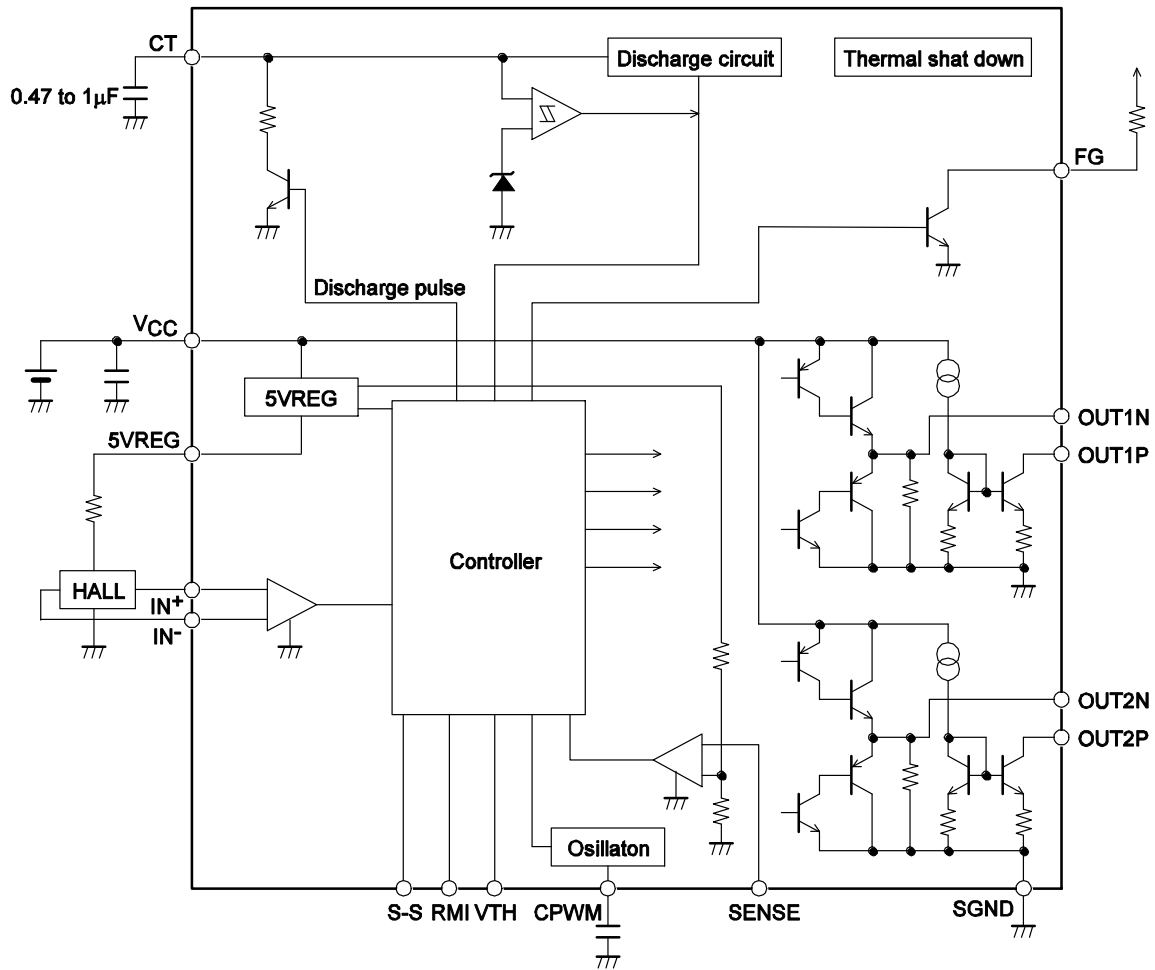 CT
Discharge circuit
Thermal shat down
0.47 to 1μF
FG
Discharge pulse
VCC
5VREG
OUT1N
5VREG
OUT1P
Controller
HALL
IN+
IN-
OUT2N
OUT2P
Osillaton
S-S RMI VTH CPWM SENSE SGND